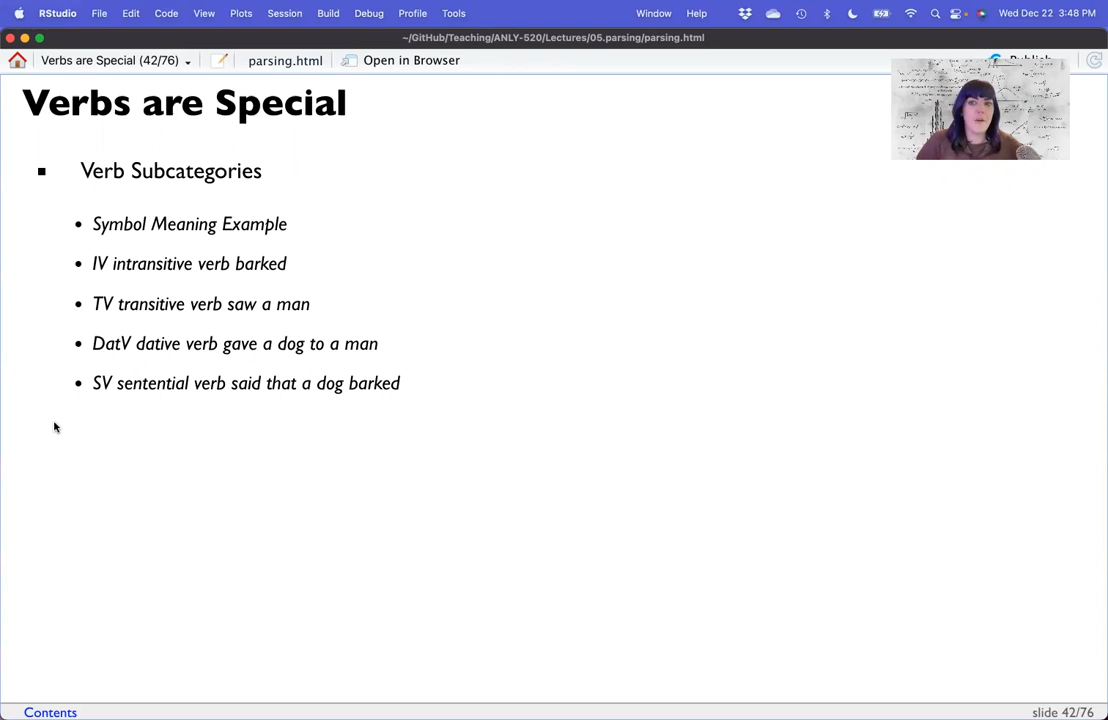 RStudio File Edit Code View Plots Session Build Debug Profile Tools Window Help Wed Dec 22 3:48 PM
~/GitHub/Teaching/ANLY-520/Lectures/05.parsing/parsing.html
Verbs are Special (42/76) parsing.html Open in Browser Publish
Verbs are Special
Verb Subcategories
• Symbol Meaning Example
• IV intransitive verb barked
• TV transitive verb saw a man
• DatV dative verb gave a dog to a man
• SV sentential verb said that a dog barked
Contents slide 42/76